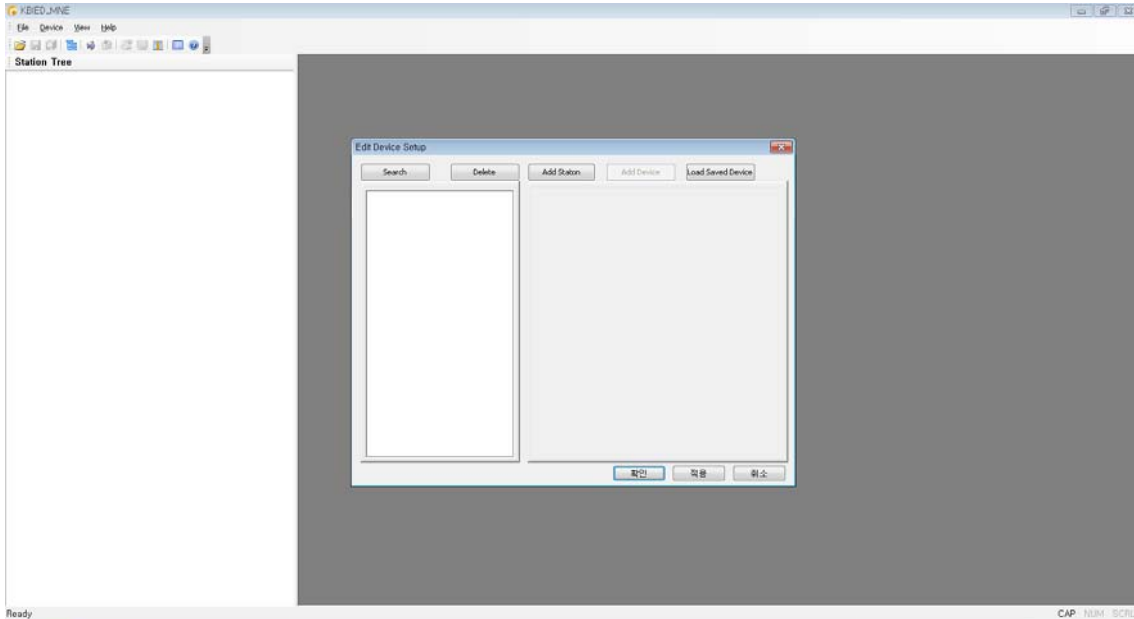 KBIED_MNE
File Device View Help
Station Tree
Edit Device Setup
Search Delete Add Staton Add Device Load Saved Device
확인 적용 취소
Ready CAP NUM SCRL